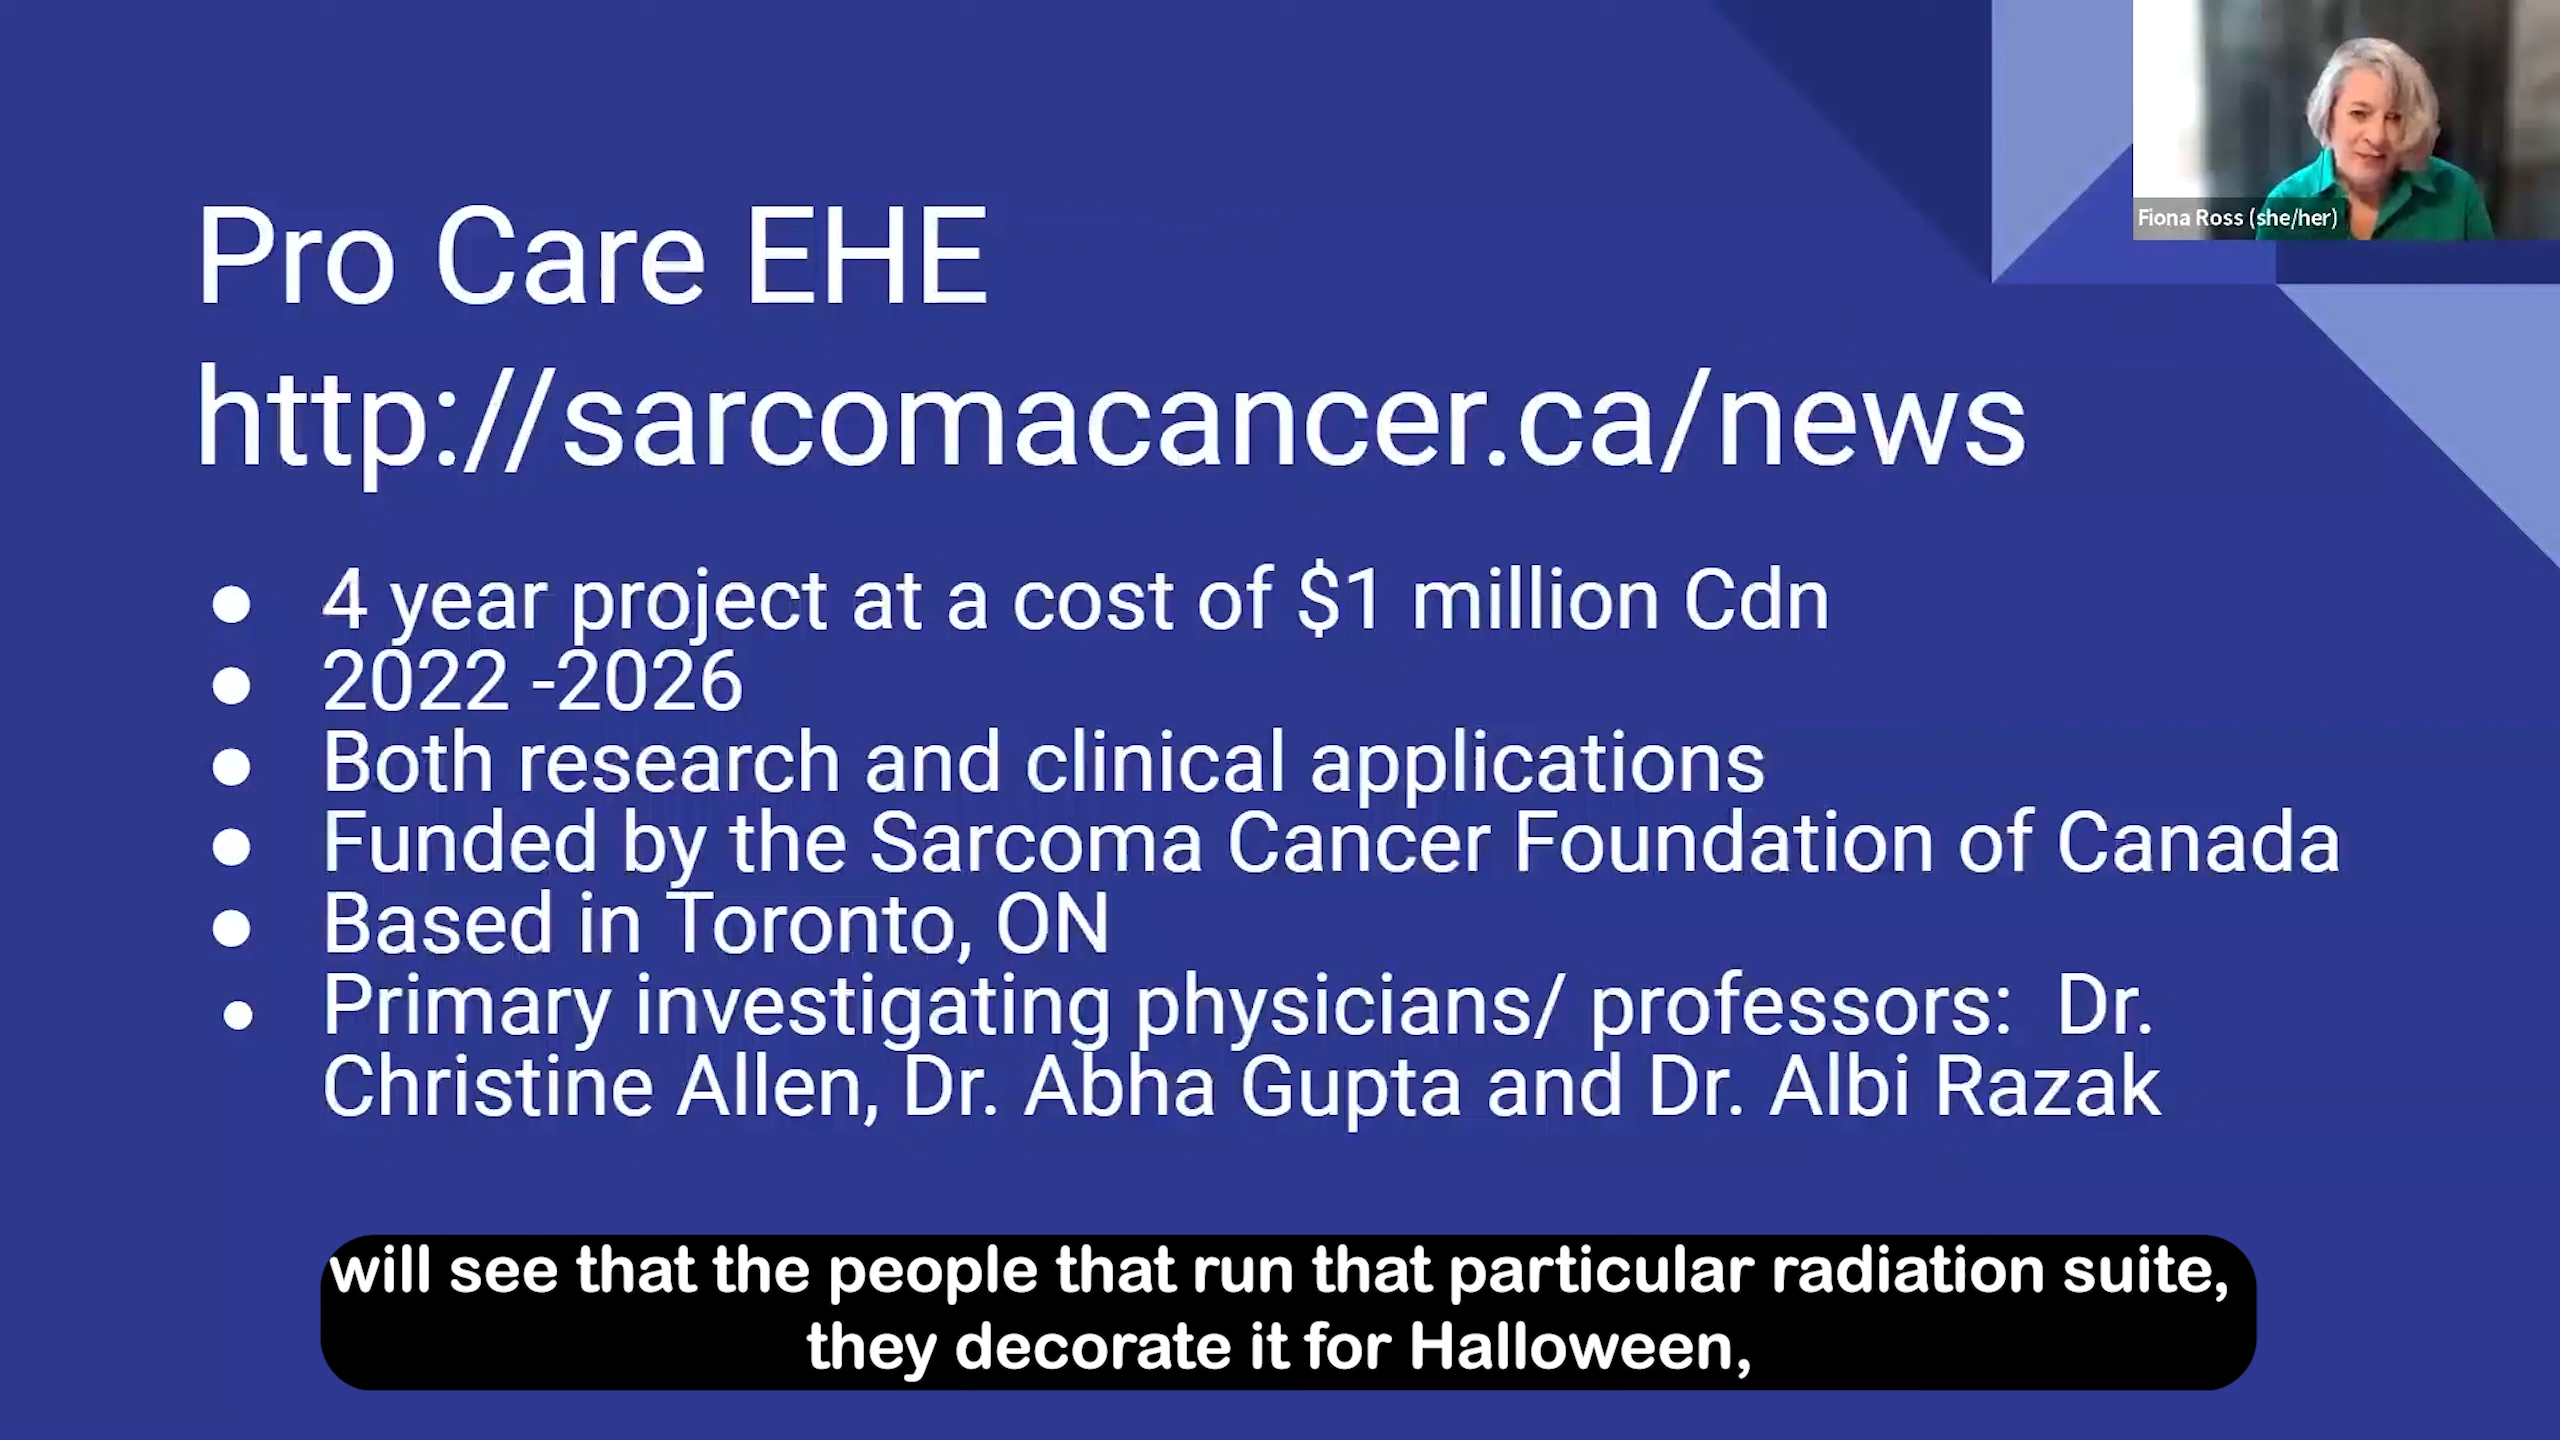 Fiona Ross (she/her)
Pro Care EHE
http://sarcomacancer.ca/news
● 4 year project at a cost of $1 million Cdn
● 2022 -2026
● Both research and clinical applications
● Funded by the Sarcoma Cancer Foundation of Canada
● Based in Toronto, ON
● Primary investigating physicians/ professors:  Dr.
Christine Allen, Dr. Abha Gupta and Dr. Albi Razak
will see that the people that run that particular radiation suite,
they decorate it for Halloween,